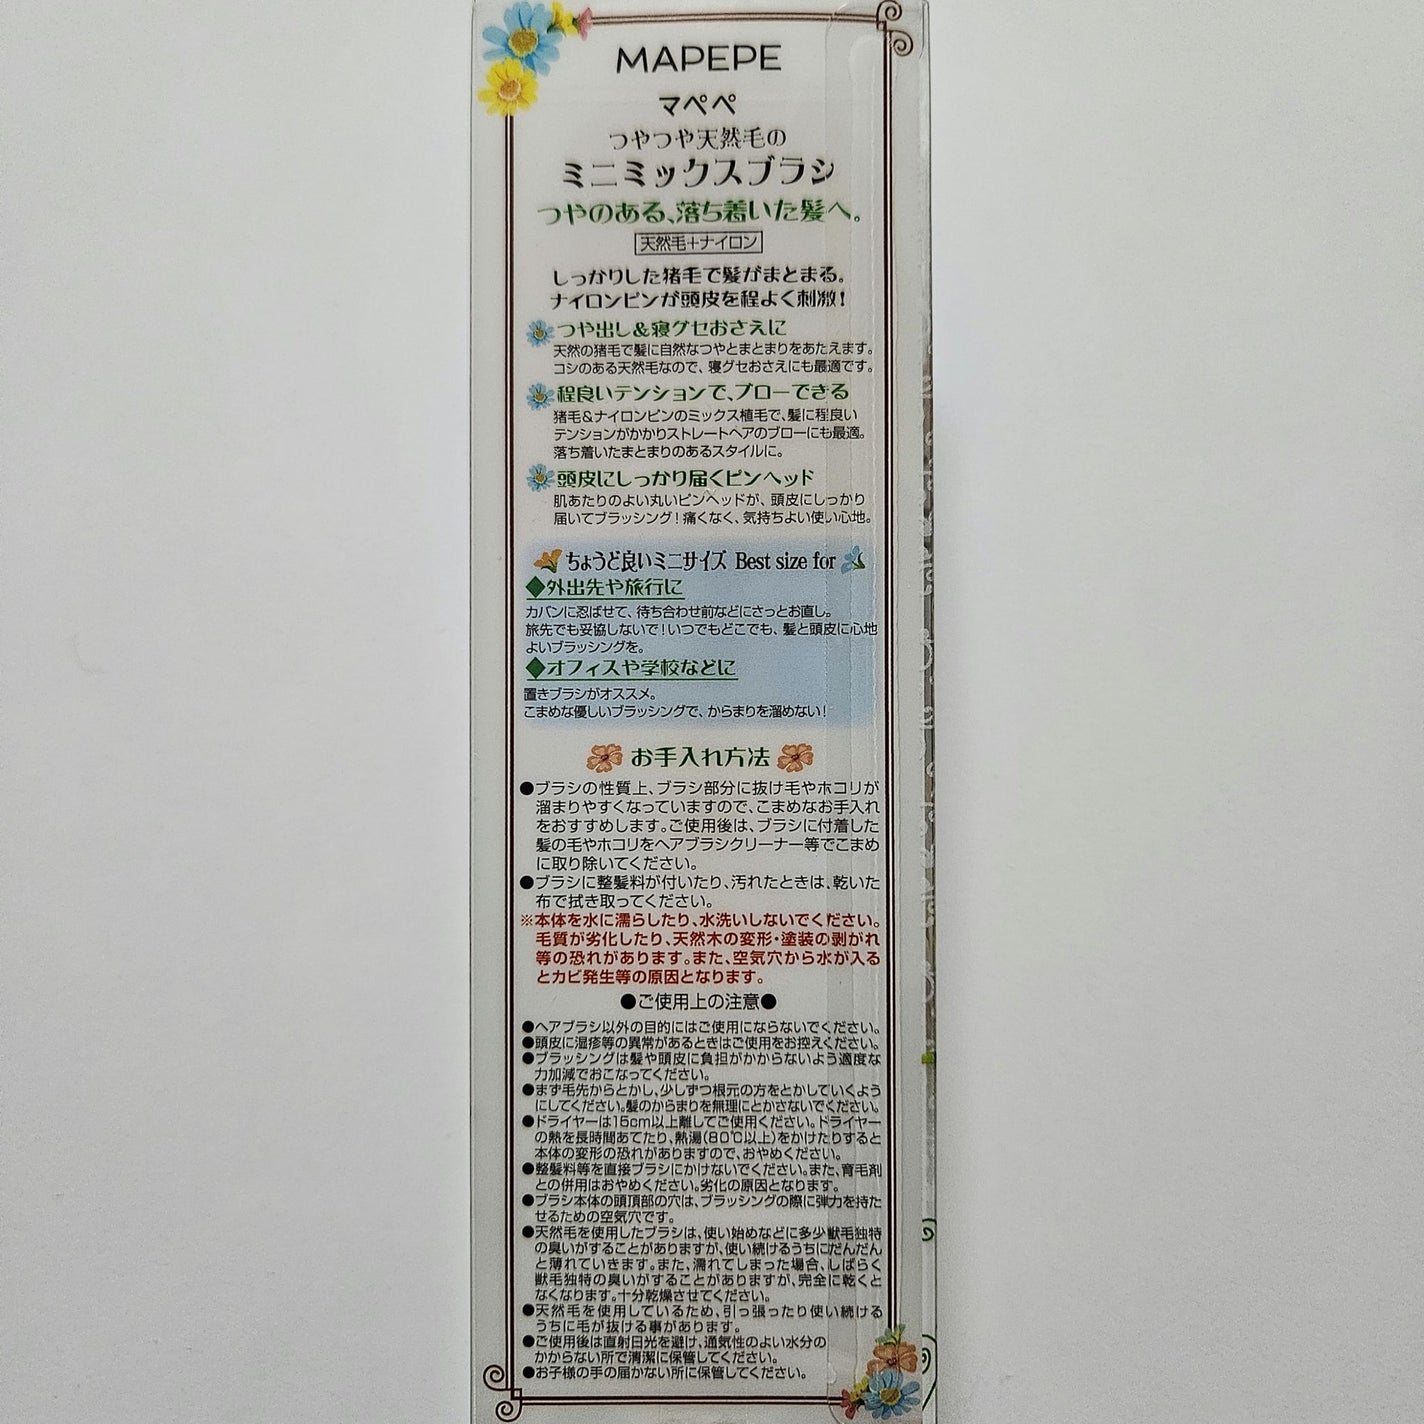 MAPEPE
マペペ
つやつや天然毛の
ミニミックスブラシ
つやのある、落ち着いた髪へ。
天然毛+ナイロン
しっかりした猪毛で髪がまとまる。
ナイロンピンが頭皮を程よく刺激!
つや出し&寝グセおさえに
天然の猪毛で髪に自然なつやとまとまりをあたえます。
コシのある天然毛なので、寝グセおさえにも最適です。
程良いテンションで、ブローできる
猪毛&ナイロンピンのミックス植毛で、髪に程良い
テンションがかかりストレートヘアのブローにも最適。
落ち着いたまとまりのあるスタイルに。
頭皮にしっかり届くピンヘッド
肌あたりのよい丸いピンヘッドが、頭皮にしっかり
届いてブラッシング!痛くなく、気持ちよい使い心地。
ちょうど良いミニサイズ Best size for
◆外出先や旅行に
カバンに忍ばせて、待ち合わせ前などにさっとお直し。
旅先でも妥協しないで!いつでもどこでも、髪と頭皮に心地
よいブラッシングを。
◆オフィスや学校などに
置きブラシがオススメ。
こまめな優しいブラッシングで、からまりを溜めない!
お手入れ方法
●ブラシの性質上、ブラシ部分に抜け毛やホコリが
溜まりやすくなっていますので、こまめなお手入れ
をおすすめします。ご使用後は、ブラシに付着した
髪の毛やホコリをヘアブラシクリーナー等でこまめ
に取り除いてください。
●ブラシに整髪料が付いたり、汚れたときは、乾いた
布で拭き取ってください。
※本体を水に濡らしたり、水洗いしないでください。
毛質が劣化したり、天然木の変形・塗装の剥がれ
等の恐れがあります。また、空気穴から水が入る
とカビ発生等の原因となります。
●ご使用上の注意●
●ヘアブラシ以外の目的にはご使用にならないでください。
●頭皮に湿疹等の異常があるときはご使用をお控えください。
●ブラッシングは髪や頭皮に負担がかからないよう適度な
力加減でおこなってください。
●まず毛先からとかし、少しずつ根元の方をとかしていくよう
にしてください。髪のからまりを無理にとかさないでください。
●ドライヤーは15cm以上離してご使用ください。ドライヤー
の熱を長時間あてたり、熱湯(80℃以上)をかけたりすると
本体の変形の恐れがありますので、おやめください。
●整髪料等を直接ブラシにかけないでください。また、育毛剤
との併用はおやめください。劣化の原因となります。
●ブラシ本体の頭頂部の穴は、ブラッシングの際に弾力を持た
せるための空気穴です。
●天然毛を使用したブラシは、使い始めなどに多少獣毛独特
の臭いがすることがありますが、使い続けるうちにだんだん
と薄れていきます。また、濡れてしまった場合、しばらく
獣毛独特の臭いがすることがありますが、完全に乾くと
なくなります。十分乾燥させてください。
●天然毛を使用しているため、引っ張ったり使い続ける
うちに毛が抜ける事があります。
●ご使用後は直射日光を避け、通気性のよい水分の
かからない所で清潔に保管してください。
●お子様の手の届かない所に保管してください。